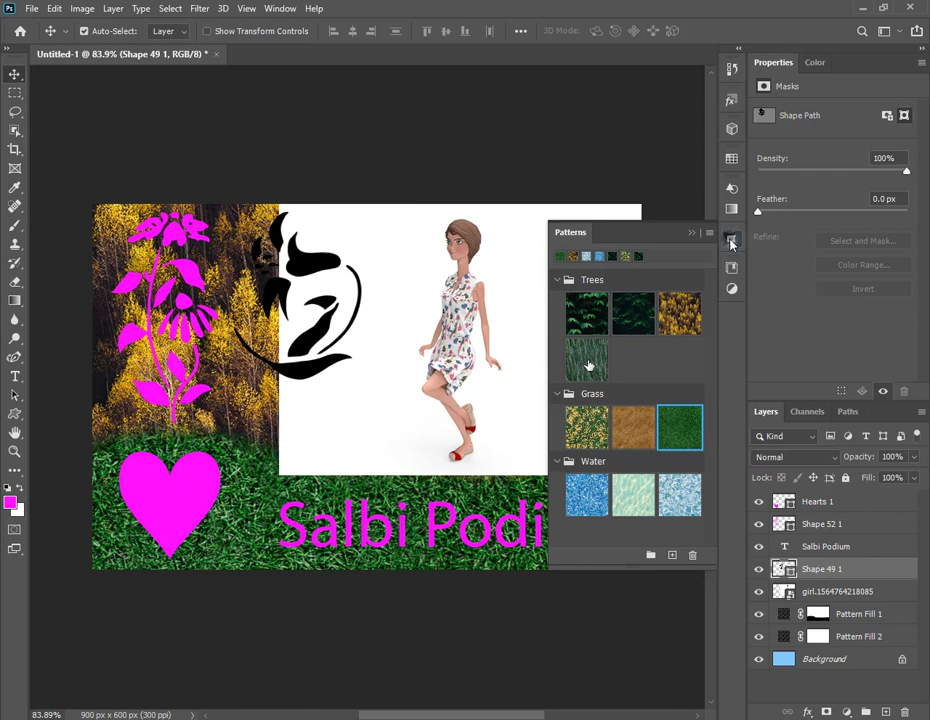 Ps File Edit Image Layer Type Select Filter 3D View Window Help
Auto-Select: Layer Show Transform Controls 3D Mode:
Untitled-1 @ 83.9% (Shape 49 1, RGB/8) *
Properties Color
Masks
Shape Path
Density: 100%
Feather: 0.0 px
Refine: Select and Mask...
Color Range...
Invert
Patterns
Trees
Grass
Water
Salbi Podi
Layers Channels Paths
Kind
Normal Opacity: 100%
Lock: Fill: 100%
Hearts 1
Shape 52 1
T Salbi Podium
Shape 49 1
girl.1564764218085
Pattern Fill 1
Pattern Fill 2
Background
83.89% 900 px x 600 px (300 ppi)